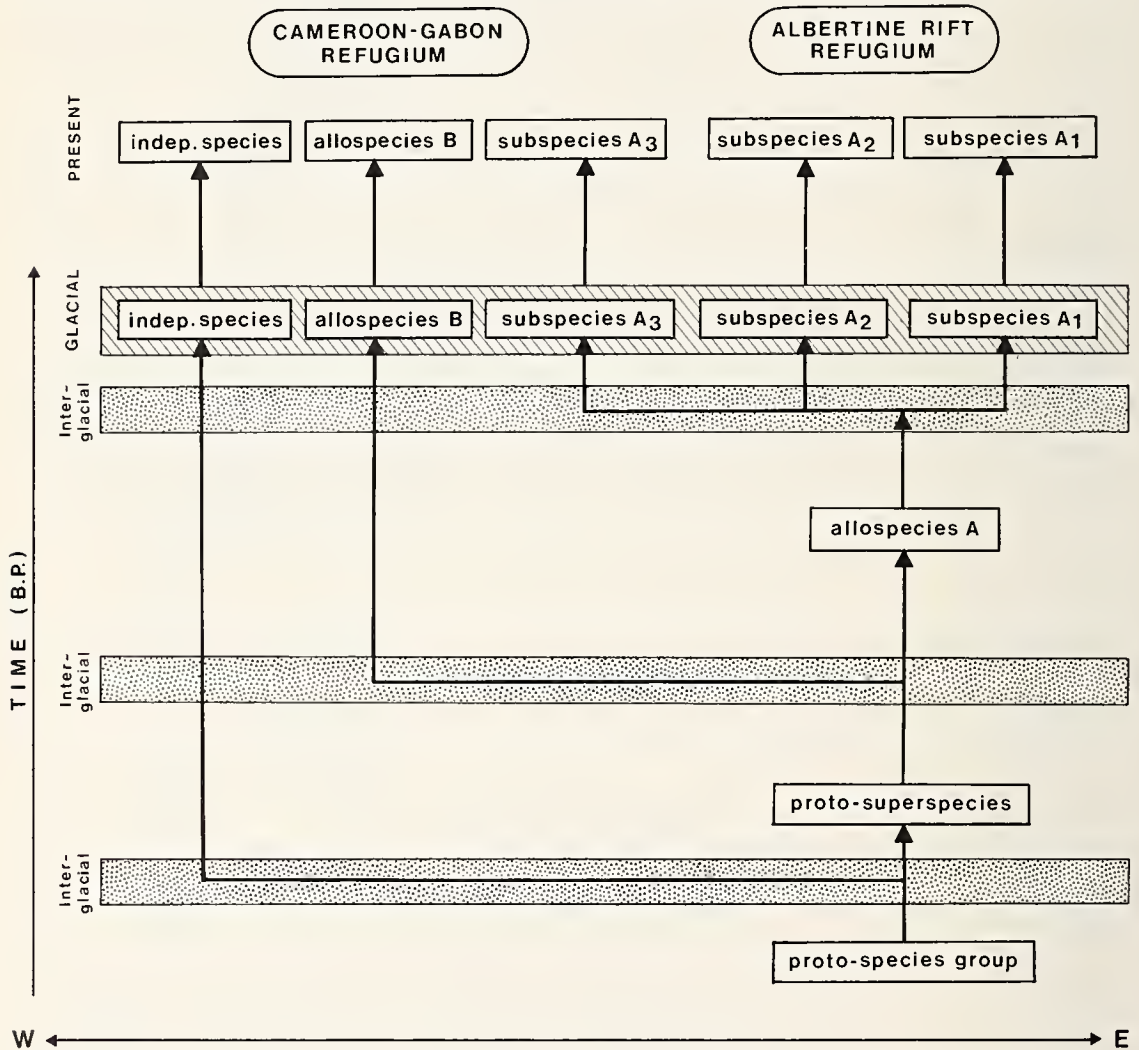 CAMEROON-GABON
REFUGIUM
ALBERTINE RIFT
REFUGIUM
PRESENT
indep. species
allospecies B
subspecies A3
subspecies A2
subspecies A1
GLACIAL
indep. species
allospecies B
subspecies A3
subspecies A2
subspecies A1
Inter-
glacial
allospecies A
TIME (B.P.)
Inter-
glacial
proto-superspecies
Inter-
glacial
proto-species group
W
E